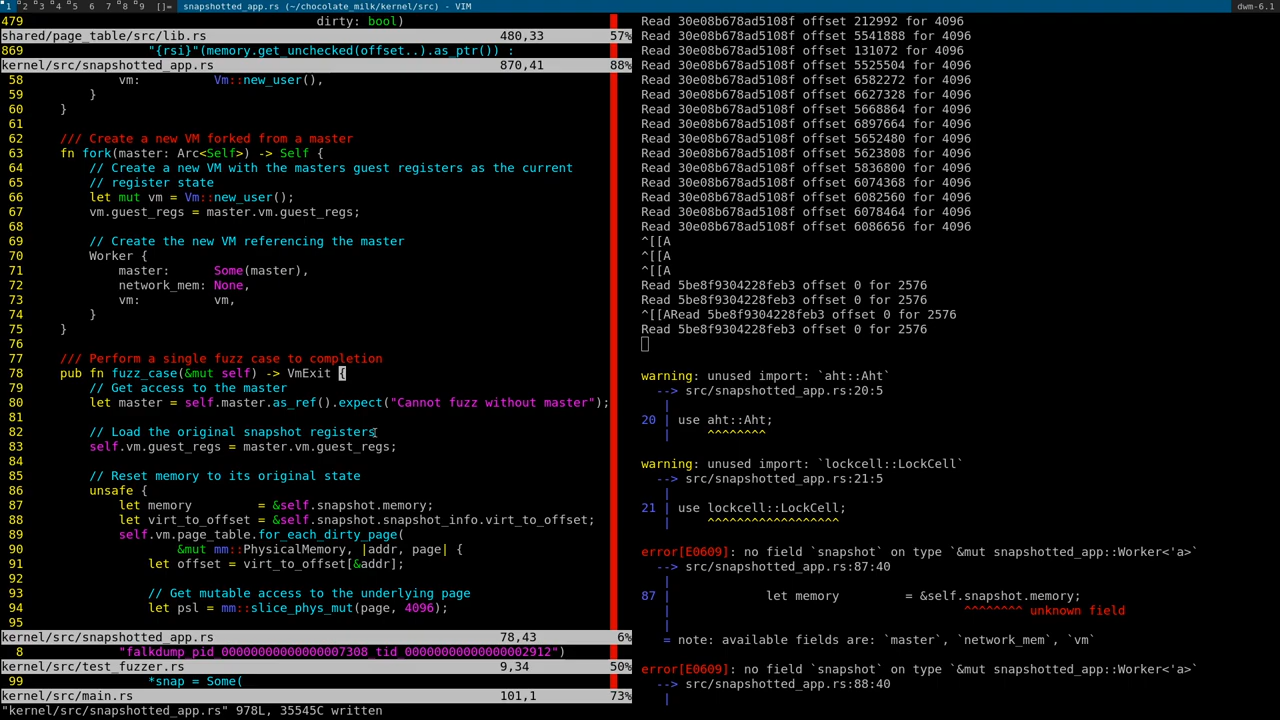 1 2 3 4 5 6 7 8 9 []= snapshotted_app.rs (~/chocolate_milk/kernel/src) - VIM dwm-6.1
479 dirty: bool)
shared/page_table/src/lib.rs 480,33 57%
869 "{rsi}"(memory.get_unchecked(offset..).as_ptr()) :
kernel/src/snapshotted_app.rs 870,41 88%
58 vm: Vm::new_user(),
59 }
60 }
61
62 /// Create a new VM forked from a master
63 fn fork(master: Arc<Self>) -> Self {
64 // Create a new VM with the masters guest registers as the current
65 // register state
66 let mut vm = Vm::new_user();
67 vm.guest_regs = master.vm.guest_regs;
68
69 // Create the new VM referencing the master
70 Worker {
71 master: Some(master),
72 network_mem: None,
73 vm: vm,
74 }
75 }
76
77 /// Perform a single fuzz case to completion
78 pub fn fuzz_case(&mut self) -> VmExit {
79 // Get access to the master
80 let master = self.master.as_ref().expect("Cannot fuzz without master");
81
82 // Load the original snapshot registers
83 self.vm.guest_regs = master.vm.guest_regs;
84
85 // Reset memory to its original state
86 unsafe {
87 let memory = &self.snapshot.memory;
88 let virt_to_offset = &self.snapshot.snapshot_info.virt_to_offset;
89 self.vm.page_table.for_each_dirty_page(
90 &mut mm::PhysicalMemory, |addr, page| {
91 let offset = virt_to_offset[&addr];
92
93 // Get mutable access to the underlying page
94 let psl = mm::slice_phys_mut(page, 4096);
95
kernel/src/snapshotted_app.rs 78,43 6%
8 "falkdump_pid_00000000000000007308_tid_00000000000000002912")
kernel/src/test_fuzzer.rs 9,34 50%
99 *snap = Some(
kernel/src/main.rs 101,1 73%
"kernel/src/snapshotted_app.rs" 978L, 35545C written
Read 30e08b678ad5108f offset 212992 for 4096
Read 30e08b678ad5108f offset 5541888 for 4096
Read 30e08b678ad5108f offset 131072 for 4096
Read 30e08b678ad5108f offset 5525504 for 4096
Read 30e08b678ad5108f offset 6582272 for 4096
Read 30e08b678ad5108f offset 6627328 for 4096
Read 30e08b678ad5108f offset 5668864 for 4096
Read 30e08b678ad5108f offset 6897664 for 4096
Read 30e08b678ad5108f offset 5652480 for 4096
Read 30e08b678ad5108f offset 5623808 for 4096
Read 30e08b678ad5108f offset 5836800 for 4096
Read 30e08b678ad5108f offset 6074368 for 4096
Read 30e08b678ad5108f offset 6082560 for 4096
Read 30e08b678ad5108f offset 6078464 for 4096
Read 30e08b678ad5108f offset 6086656 for 4096
^[[A
^[[A
^[[A
Read 5be8f9304228feb3 offset 0 for 2576
Read 5be8f9304228feb3 offset 0 for 2576
^[[ARead 5be8f9304228feb3 offset 0 for 2576
Read 5be8f9304228feb3 offset 0 for 2576
warning: unused import: `aht::Aht`
--> src/snapshotted_app.rs:20:5
|
20 | use aht::Aht;
| ^^^^^^^^
warning: unused import: `lockcell::LockCell`
--> src/snapshotted_app.rs:21:5
|
21 | use lockcell::LockCell;
| ^^^^^^^^^^^^^^^^^^
error[E0609]: no field `snapshot` on type `&mut snapshotted_app::Worker<'a>`
--> src/snapshotted_app.rs:87:40
|
87 | let memory = &self.snapshot.memory;
| ^^^^^^^^ unknown field
|
= note: available fields are: `master`, `network_mem`, `vm`
error[E0609]: no field `snapshot` on type `&mut snapshotted_app::Worker<'a>`
--> src/snapshotted_app.rs:88:40
|